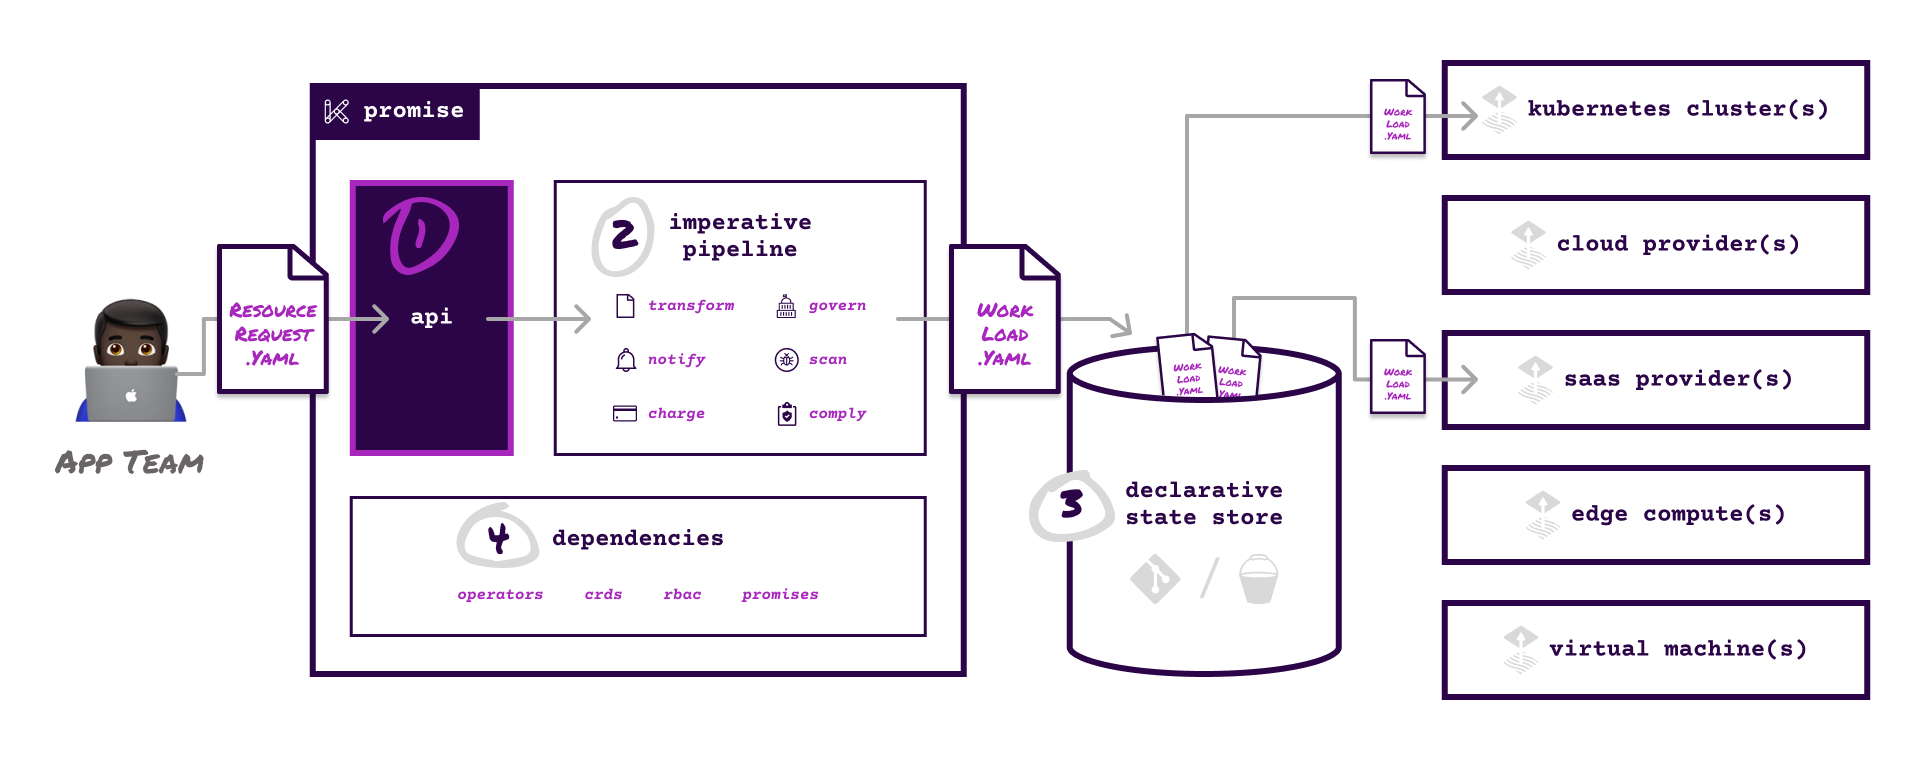 promise
1
api
Resource
Request
.Yaml
App Team
2
imperative
pipeline
transform
govern
notify
scan
charge
comply
Work
Load
.Yaml
4
dependencies
operators crds rbac promises
Work
Load
.Yaml
Work
Load
.Yaml
3
declarative
state store
/
Work
Load
.Yaml
kubernetes cluster(s)
cloud provider(s)
Work
Load
.Yaml
saas provider(s)
edge compute(s)
virtual machine(s)